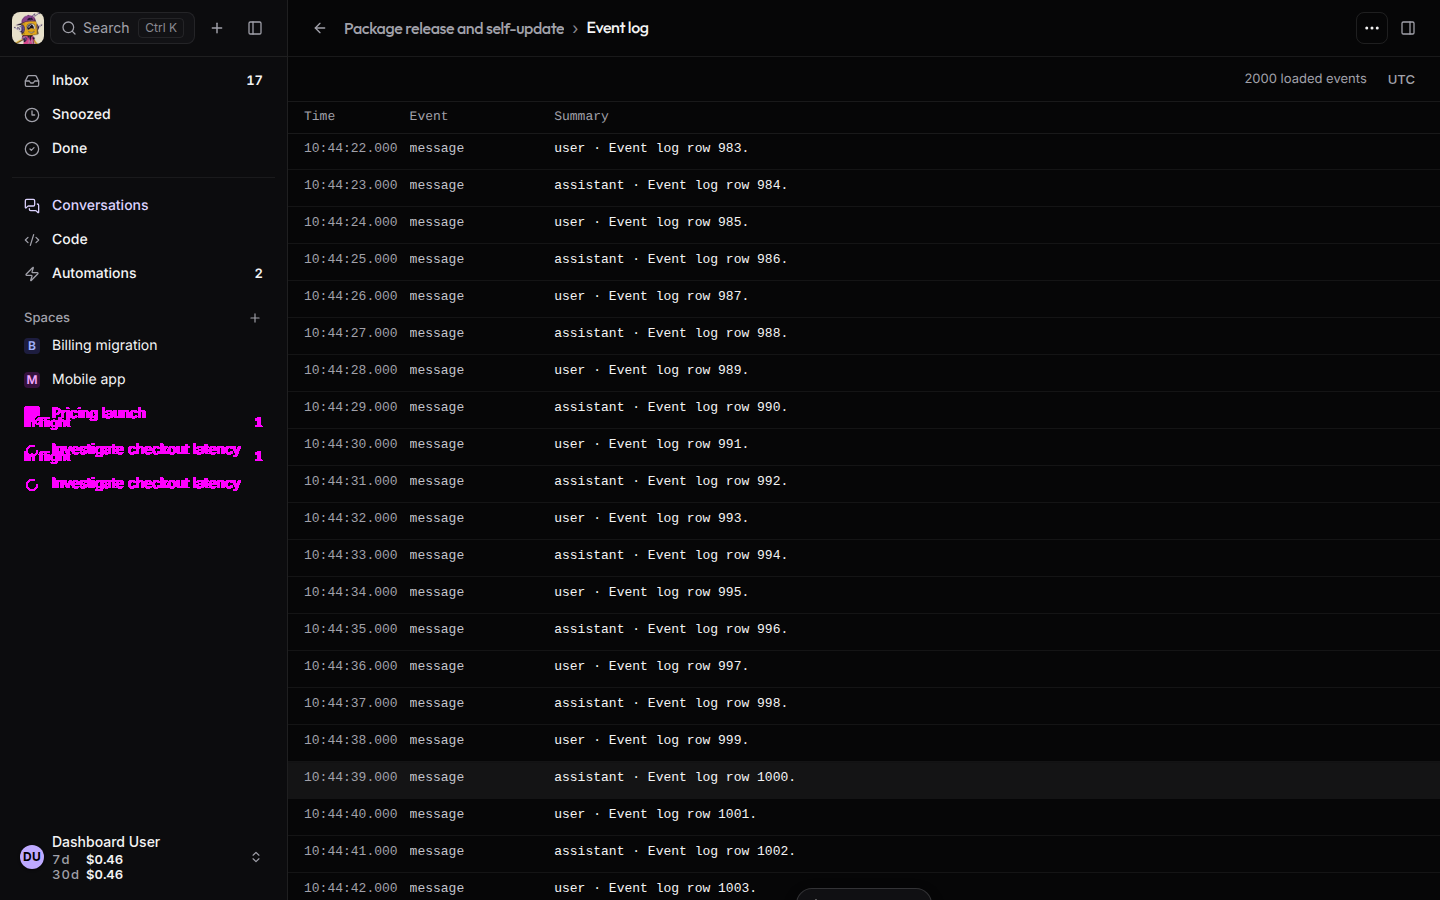 Search Ctrl K
Package release and self-update › Event log
Inbox 17
Snoozed
Done
Conversations
Code
Automations 2
Spaces
B Billing migration
M Mobile app
Pricing launch
In flight 1
Investigate checkout latency
In flight 1
Investigate checkout latency
DU Dashboard User
7d $0.46
30d $0.46
2000 loaded events UTC
Time Event Summary
10:44:22.000 message user · Event log row 983.
10:44:23.000 message assistant · Event log row 984.
10:44:24.000 message user · Event log row 985.
10:44:25.000 message assistant · Event log row 986.
10:44:26.000 message user · Event log row 987.
10:44:27.000 message assistant · Event log row 988.
10:44:28.000 message user · Event log row 989.
10:44:29.000 message assistant · Event log row 990.
10:44:30.000 message user · Event log row 991.
10:44:31.000 message assistant · Event log row 992.
10:44:32.000 message user · Event log row 993.
10:44:33.000 message assistant · Event log row 994.
10:44:34.000 message user · Event log row 995.
10:44:35.000 message assistant · Event log row 996.
10:44:36.000 message user · Event log row 997.
10:44:37.000 message assistant · Event log row 998.
10:44:38.000 message user · Event log row 999.
10:44:39.000 message assistant · Event log row 1000.
10:44:40.000 message user · Event log row 1001.
10:44:41.000 message assistant · Event log row 1002.
10:44:42.000 message user · Event log row 1003.